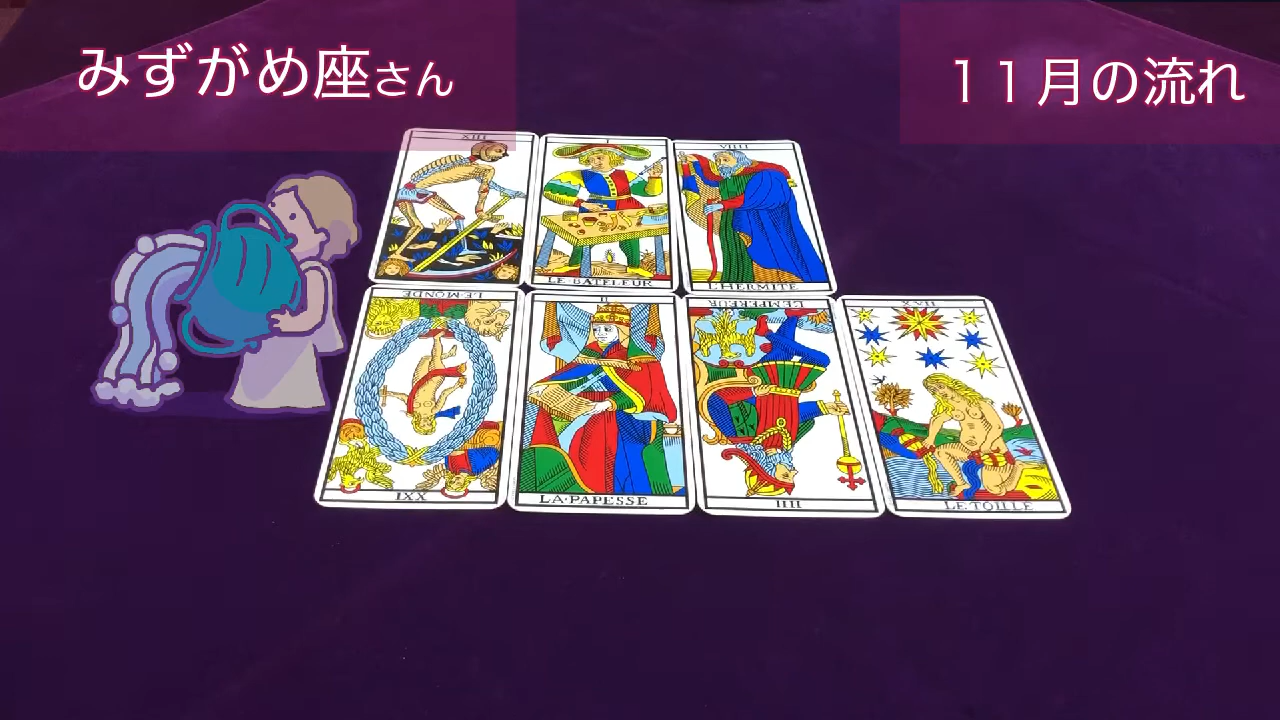 みずがめ座さん
11月の流れ
XIII
I
VIIII
LE·BATELEUR
L'HERMITE
LE·MONDE
II
L'EMPEREUR
XVII
XXI
LA·PAPESSE
IIII
LE·TOILLE